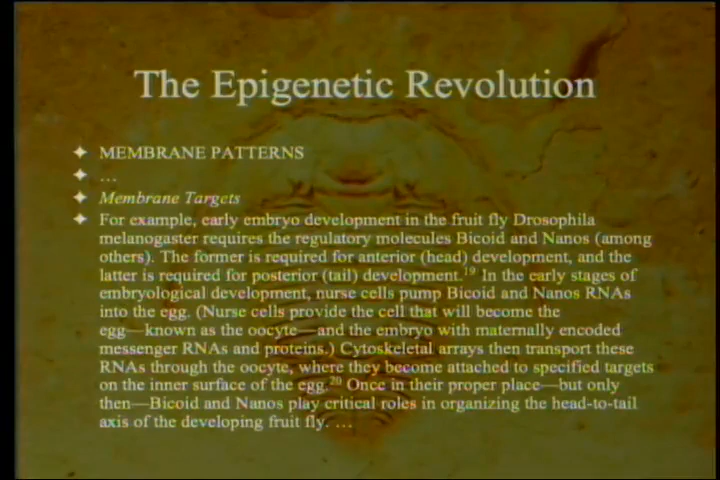 The Epigenetic Revolution
✦ MEMBRANE PATTERNS
✦ …
✦ Membrane Targets
✦ For example, early embryo development in the fruit fly Drosophila
melanogaster requires the regulatory molecules Bicoid and Nanos (among
others). The former is required for anterior (head) development, and the
latter is required for posterior (tail) development.19 In the early stages of
embryological development, nurse cells pump Bicoid and Nanos RNAs
into the egg. (Nurse cells provide the cell that will become the
egg—known as the oocyte—and the embryo with maternally encoded
messenger RNAs and proteins.) Cytoskeletal arrays then transport these
RNAs through the oocyte, where they become attached to specified targets
on the inner surface of the egg.20 Once in their proper place—but only
then—Bicoid and Nanos play critical roles in organizing the head-to-tail
axis of the developing fruit fly. …